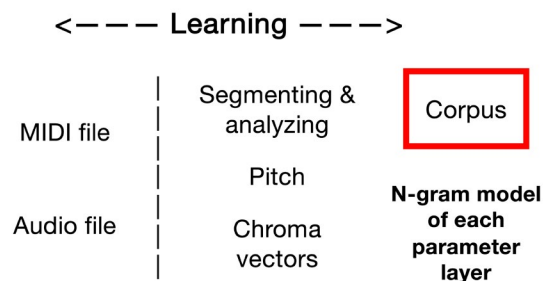 <--- Learning --->
MIDI file
Audio file
Segmenting &
analyzing
Pitch
Chroma
vectors
Corpus
N-gram model
of each
parameter
layer